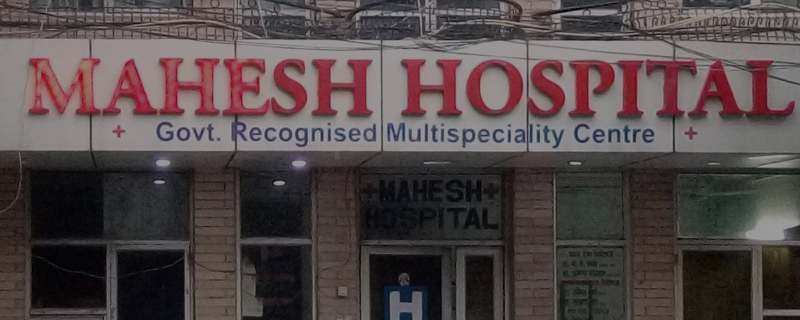 MAHESH HOSPITAL
+ Govt. Recognised Multispeciality Centre +
+MAHESH+
HOSPITAL
H